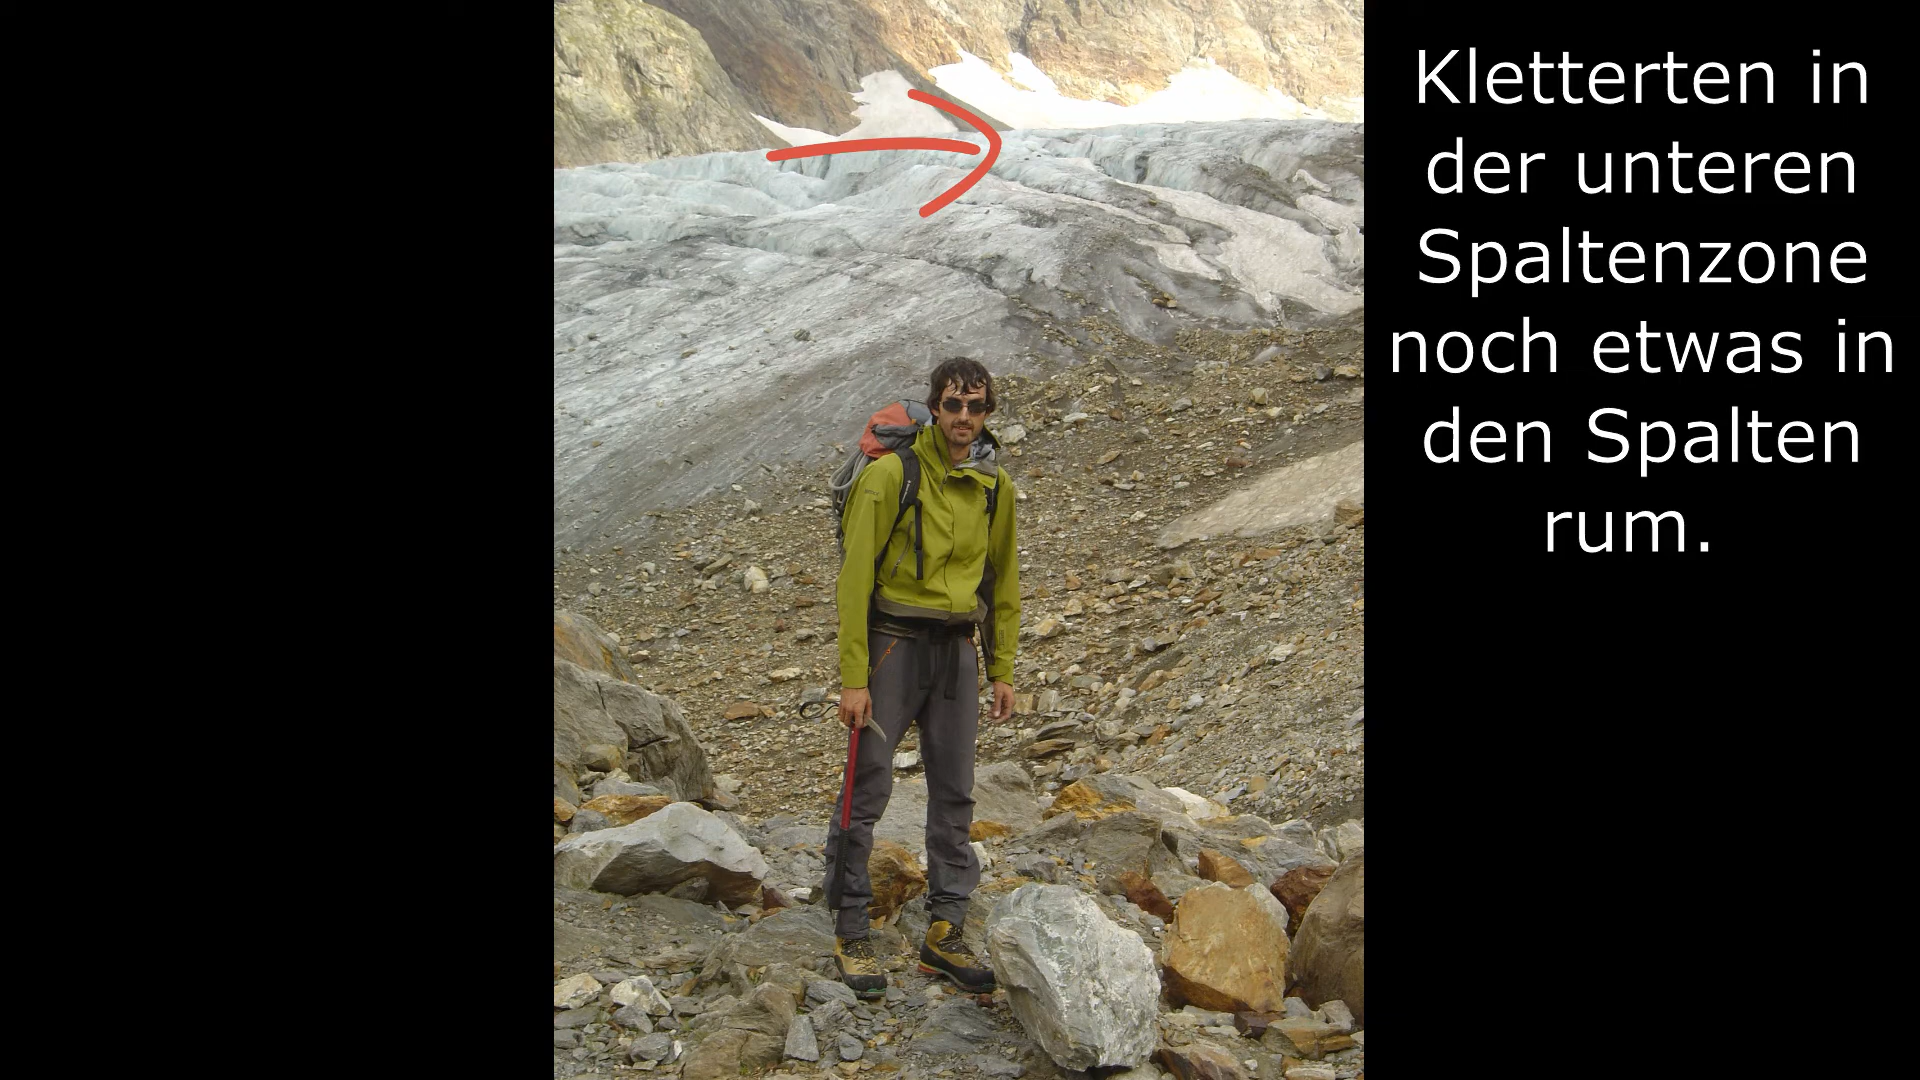 Kletterten in
der unteren
Spaltenzone
noch etwas in
den Spalten
rum.